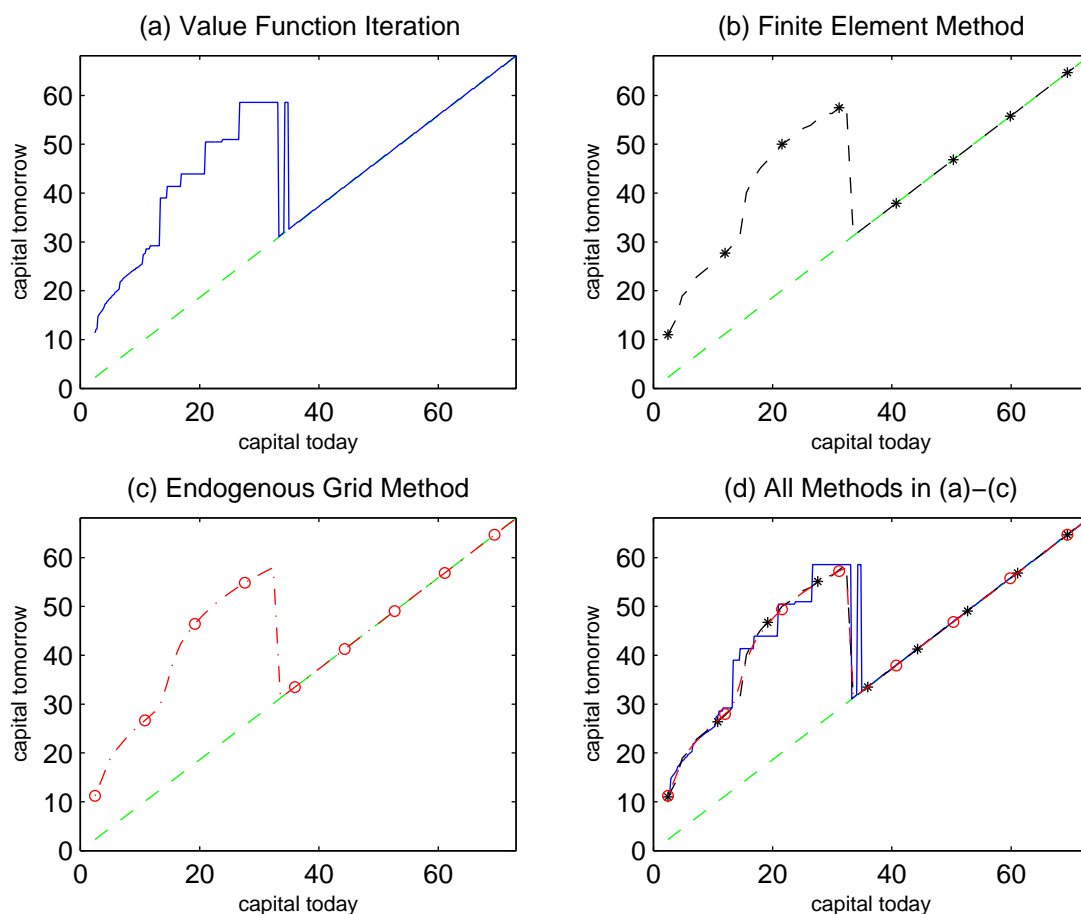 (a) Value Function Iteration
60
50
40
30
20
10
0
0 20 40 60
capital tomorrow
capital today
(b) Finite Element Method
60
50
40
30
20
10
0
0 20 40 60
capital tomorrow
capital today
(c) Endogenous Grid Method
60
50
40
30
20
10
0
0 20 40 60
capital tomorrow
capital today
(d) All Methods in (a)−(c)
60
50
40
30
20
10
0
0 20 40 60
capital tomorrow
capital today